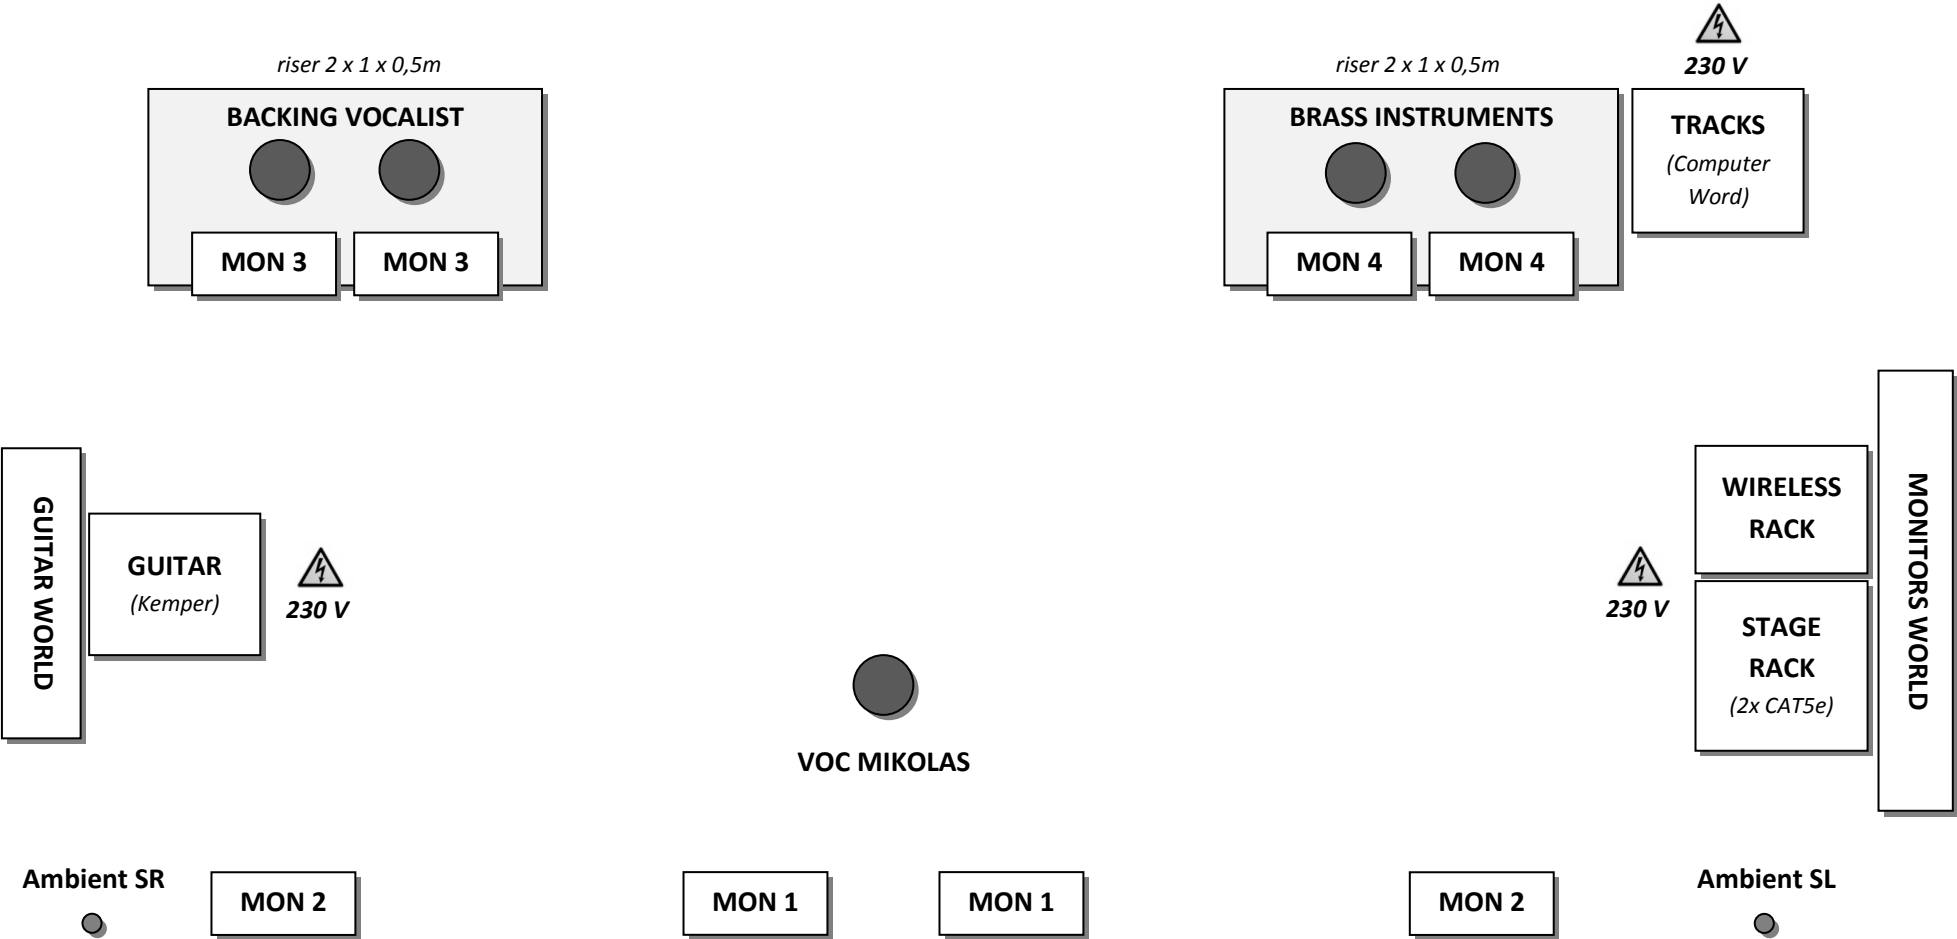 230 V
riser 2 x 1 x 0,5m
riser 2 x 1 x 0,5m
BACKING VOCALIST
MON 3
MON 3
BRASS INSTRUMENTS
MON 4
MON 4
TRACKS
(Computer
Word)
GUITAR WORLD
GUITAR
(Kemper)
230 V
VOC MIKOLAS
230 V
WIRELESS
RACK
STAGE
RACK
(2x CAT5e)
MONITORS WORLD
Ambient SR
MON 2
MON 1
MON 1
MON 2
Ambient SL